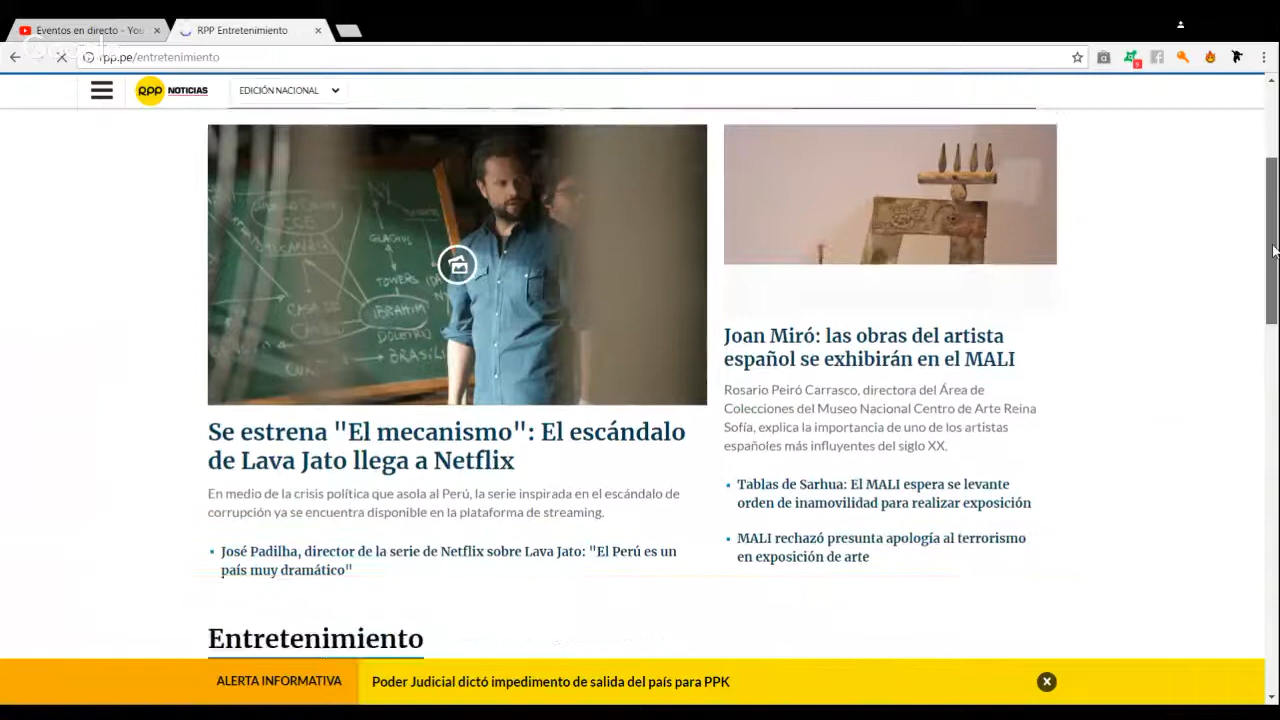 Eventos en directo - You
RPP Entretenimiento
rpp.pe/entretenimiento
RPP NOTICIAS
EDICIÓN NACIONAL
Se estrena "El mecanismo": El escándalo
de Lava Jato llega a Netflix
En medio de la crisis política que asola al Perú, la serie inspirada en el escándalo de
corrupción ya se encuentra disponible en la plataforma de streaming.
José Padilha, director de la serie de Netflix sobre Lava Jato: "El Perú es un
país muy dramático"
Joan Miró: las obras del artista
español se exhibirán en el MALI
Rosario Peiró Carrasco, directora del Área de
Colecciones del Museo Nacional Centro de Arte Reina
Sofía, explica la importancia de uno de los artistas
españoles más influyentes del siglo XX.
Tablas de Sarhua: El MALI espera se levante
orden de inamovilidad para realizar exposición
MALI rechazó presunta apología al terrorismo
en exposición de arte
Entretenimiento
ALERTA INFORMATIVA
Poder Judicial dictó impedimento de salida del país para PPK